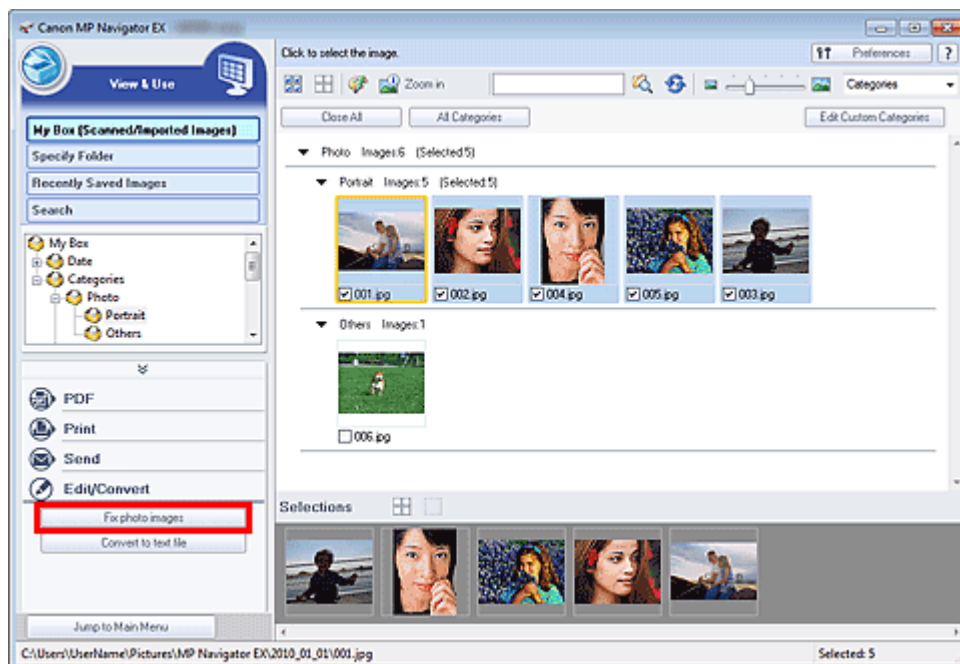 Canon MP Navigator EX
View & Use
My Box (Scanned/Imported Images)
Specify Folder
Recently Saved Images
Search
My Box
Date
Categories
Photo
Portrait
Others
PDF
Print
Send
Edit/Convert
Fix photo images
Convert to text file
Jump to Main Menu
Click to select the image.
Preferences
?
Zoom in
Categories
Close All
All Categories
Edit Custom Categories
Photo Images:6 (Selected:5)
Portrait Images:5 (Selected:5)
001.jpg
002.jpg
004.jpg
005.jpg
003.jpg
Others Images:1
006.jpg
Selections
C:\Users\UserName\Pictures\MP Navigator EX\2010_01_01\001.jpg
Selected: 5